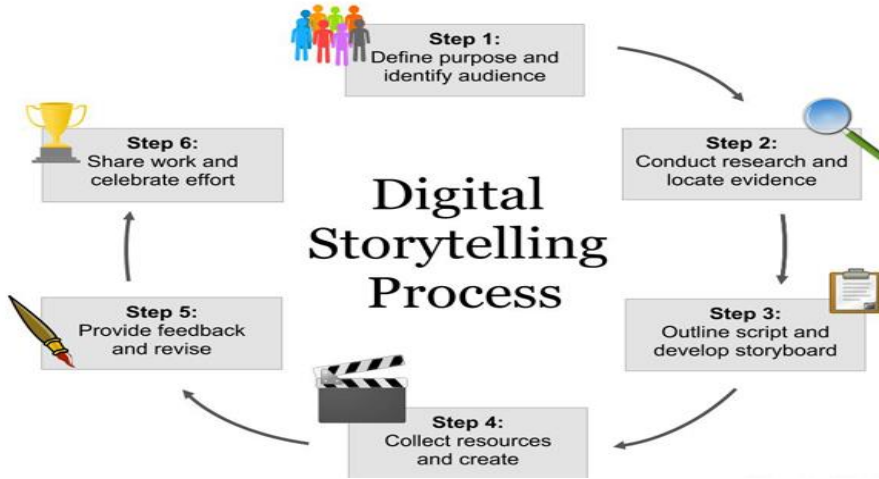 Step 1:
Define purpose and
identify audience
Step 2:
Conduct research and
locate evidence
Step 3:
Outline script and
develop storyboard
Step 4:
Collect resources
and create
Step 5:
Provide feedback
and revise
Step 6:
Share work and
celebrate effort
Digital
Storytelling
Process